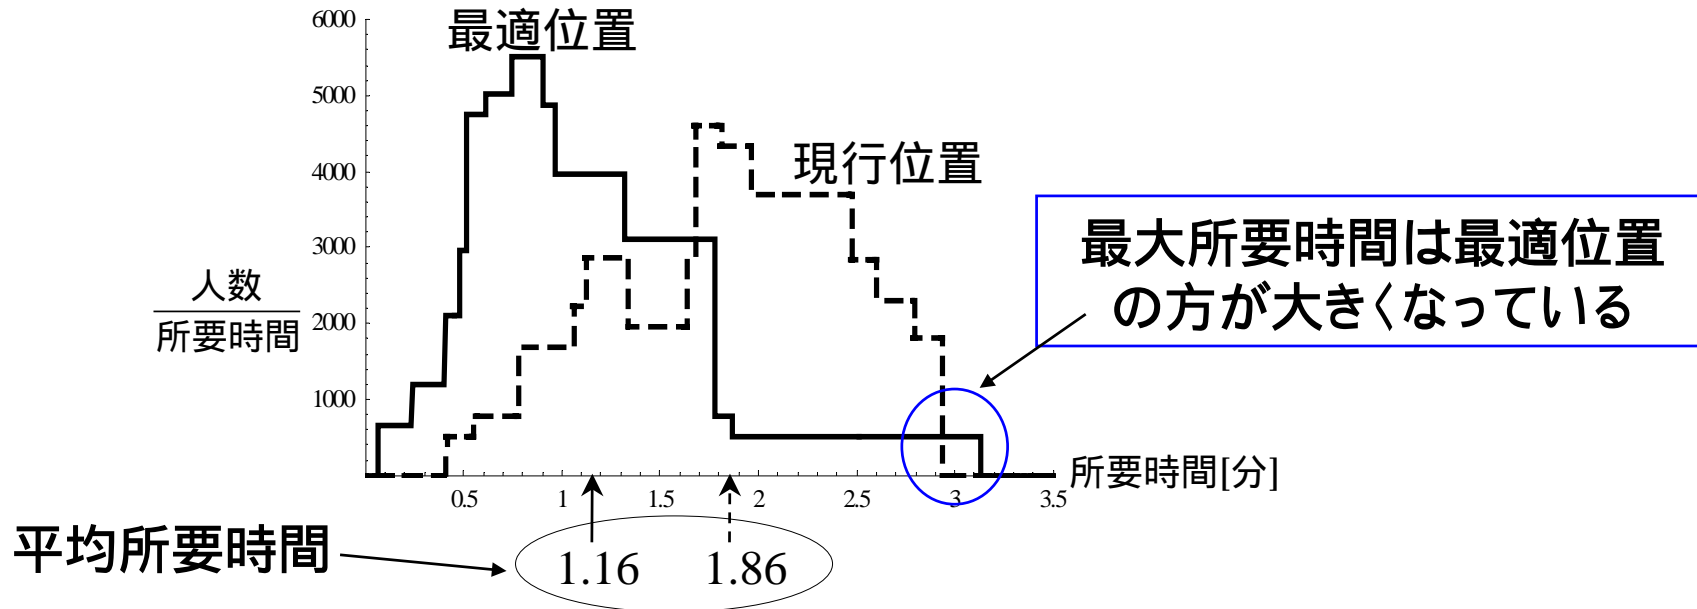 6000
最適位置
5000
4000
現行位置
3000
2000
1000
人数
所要時間
最大所要時間は最適位置
の方が大きくなっている
0.5
1
1.5
2
2.5
3
3.5
所要時間[分]
平均所要時間
1.16
1.86